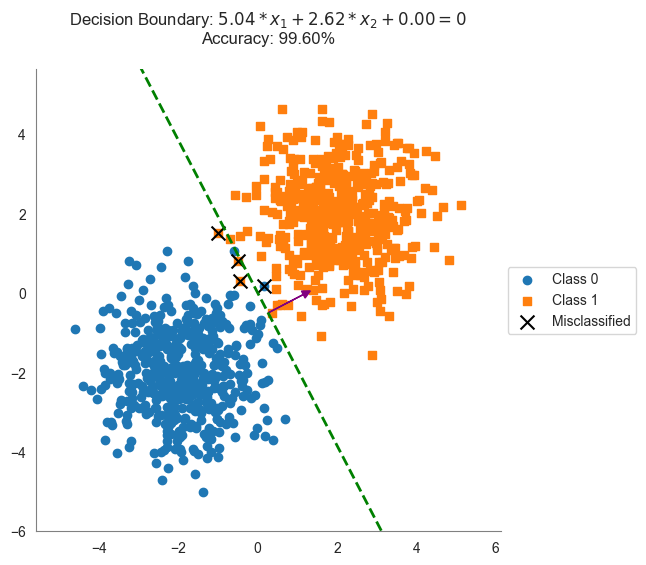 Decision Boundary: 5.04 * x₁ + 2.62 * x₂ + 0.00 = 0
Accuracy: 99.60%
4
2
0
−2
−4
−6
−4 −2 0 2 4 6
Class 0
Class 1
Misclassified